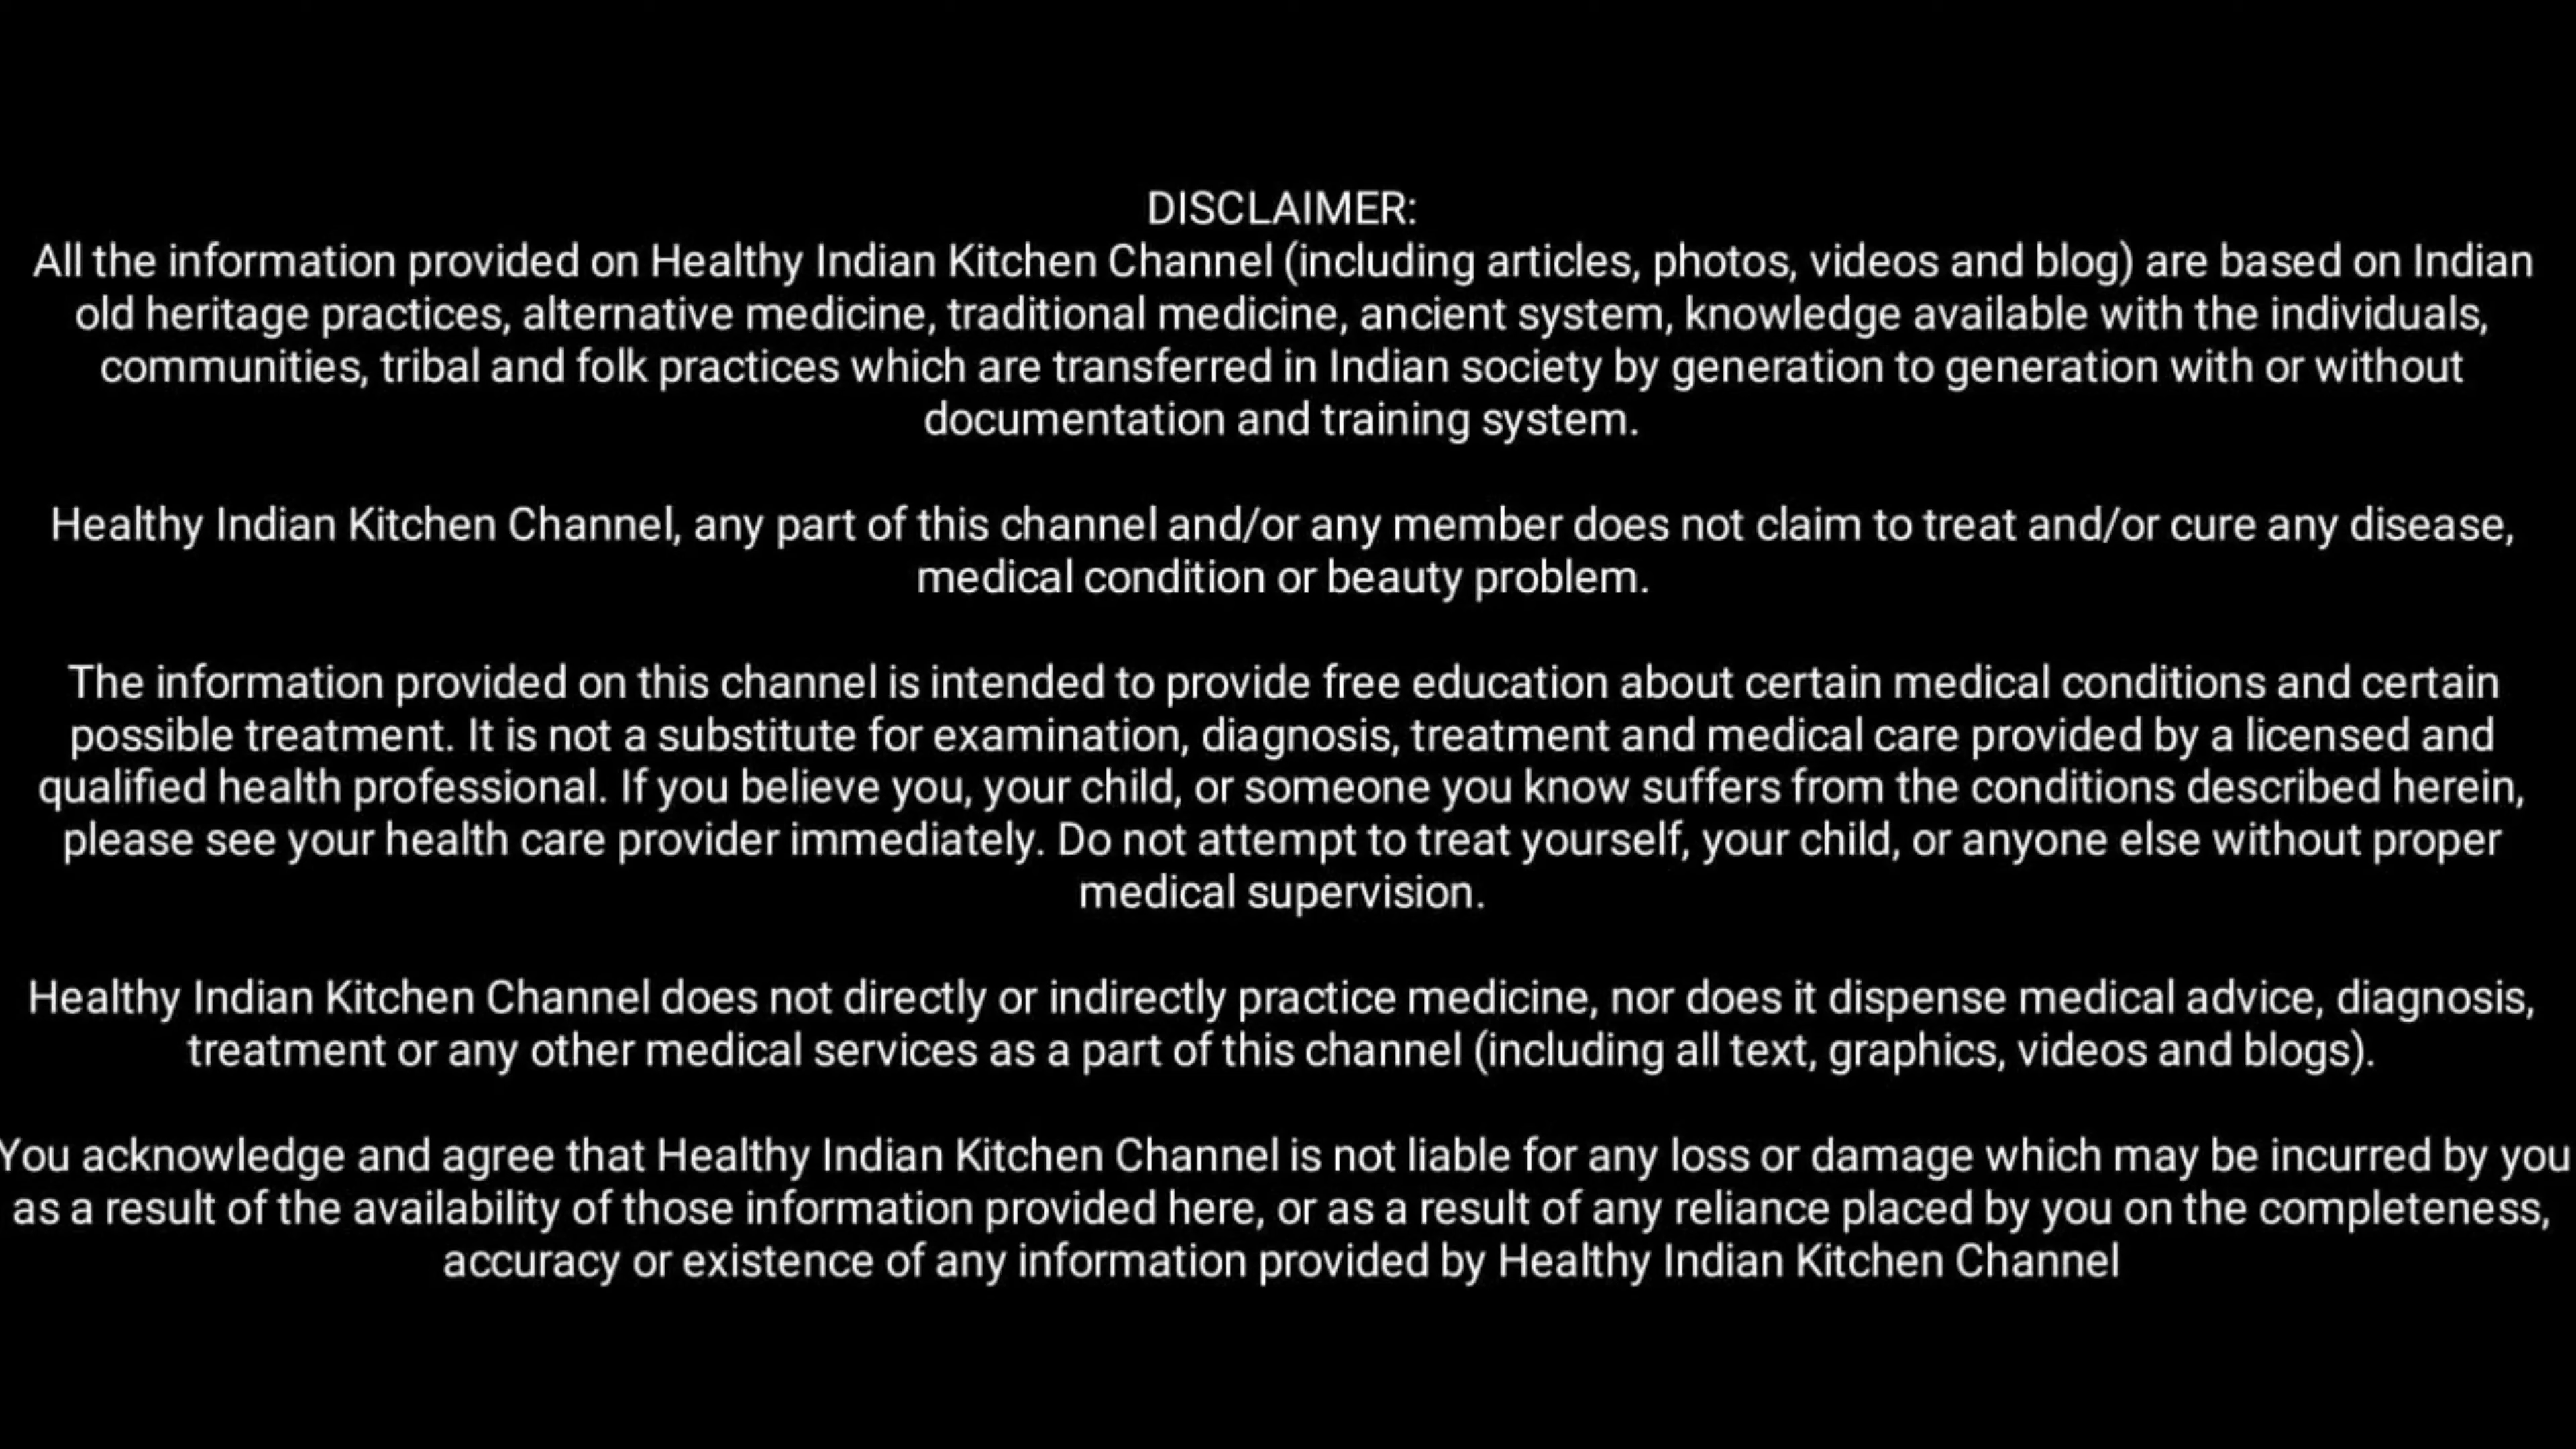 DISCLAIMER:
All the information provided on Healthy Indian Kitchen Channel (including articles, photos, videos and blog) are based on Indian
old heritage practices, alternative medicine, traditional medicine, ancient system, knowledge available with the individuals,
communities, tribal and folk practices which are transferred in Indian society by generation to generation with or without
documentation and training system.
Healthy Indian Kitchen Channel, any part of this channel and/or any member does not claim to treat and/or cure any disease,
medical condition or beauty problem.
The information provided on this channel is intended to provide free education about certain medical conditions and certain
possible treatment. It is not a substitute for examination, diagnosis, treatment and medical care provided by a licensed and
qualified health professional. If you believe you, your child, or someone you know suffers from the conditions described herein,
please see your health care provider immediately. Do not attempt to treat yourself, your child, or anyone else without proper
medical supervision.
Healthy Indian Kitchen Channel does not directly or indirectly practice medicine, nor does it dispense medical advice, diagnosis,
treatment or any other medical services as a part of this channel (including all text, graphics, videos and blogs).
You acknowledge and agree that Healthy Indian Kitchen Channel is not liable for any loss or damage which may be incurred by you
as a result of the availability of those information provided here, or as a result of any reliance placed by you on the completeness,
accuracy or existence of any information provided by Healthy Indian Kitchen Channel